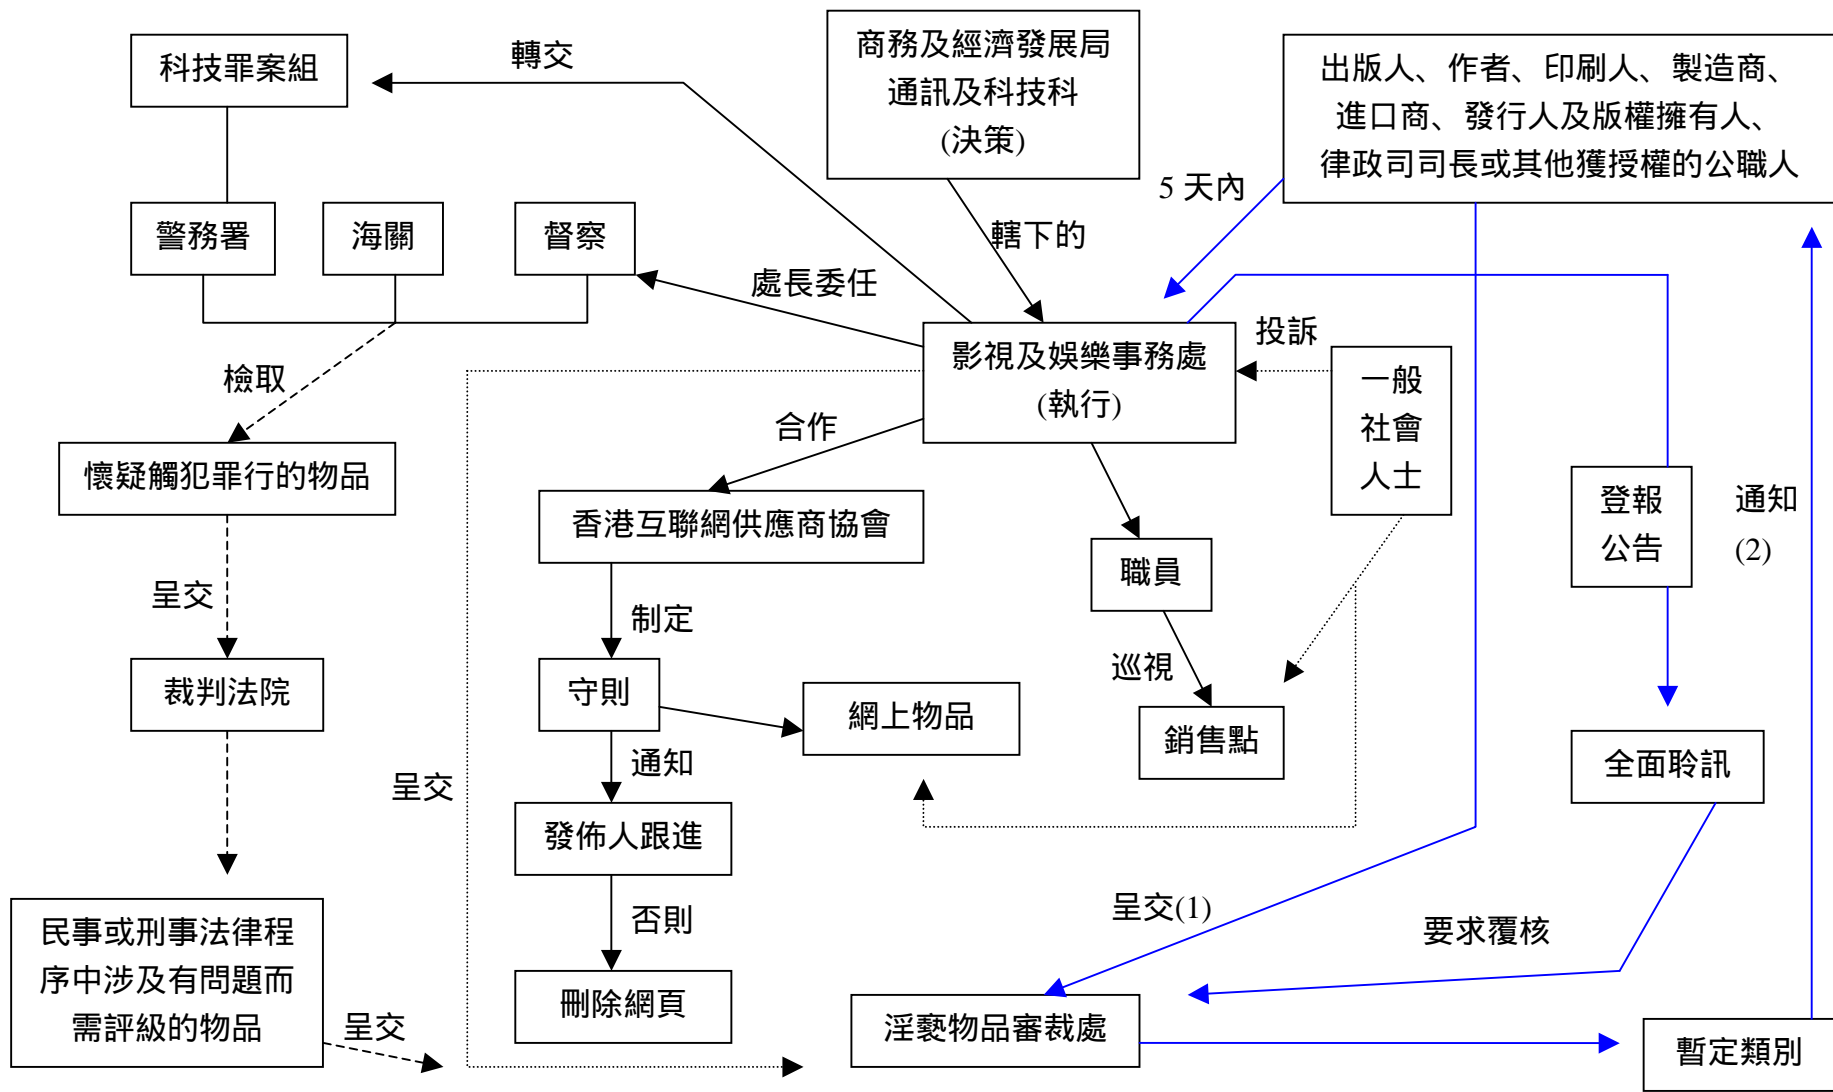 商務及經濟發展局
通訊及科技科
(決策)
科技罪案組
轉交
出版人、作者、印刷人、製造商、
進口商、發行人及版權擁有人、
律政司司長或其他獲授權的公職人
5 天內
警務署
海關
督察
轄下的
處長委任
影視及娛樂事務處
(執行)
投訴
一般
社會
人士
檢取
合作
懷疑觸犯罪行的物品
香港互聯網供應商協會
登報
公告
通知
(2)
職員
呈交
制定
巡視
裁判法院
守則
網上物品
銷售點
全面聆訊
通知
呈交
發佈人跟進
呈交(1)
否則
要求覆核
民事或刑事法律程
序中涉及有問題而
需評級的物品
呈交
刪除網頁
淫褻物品審裁處
暫定類別